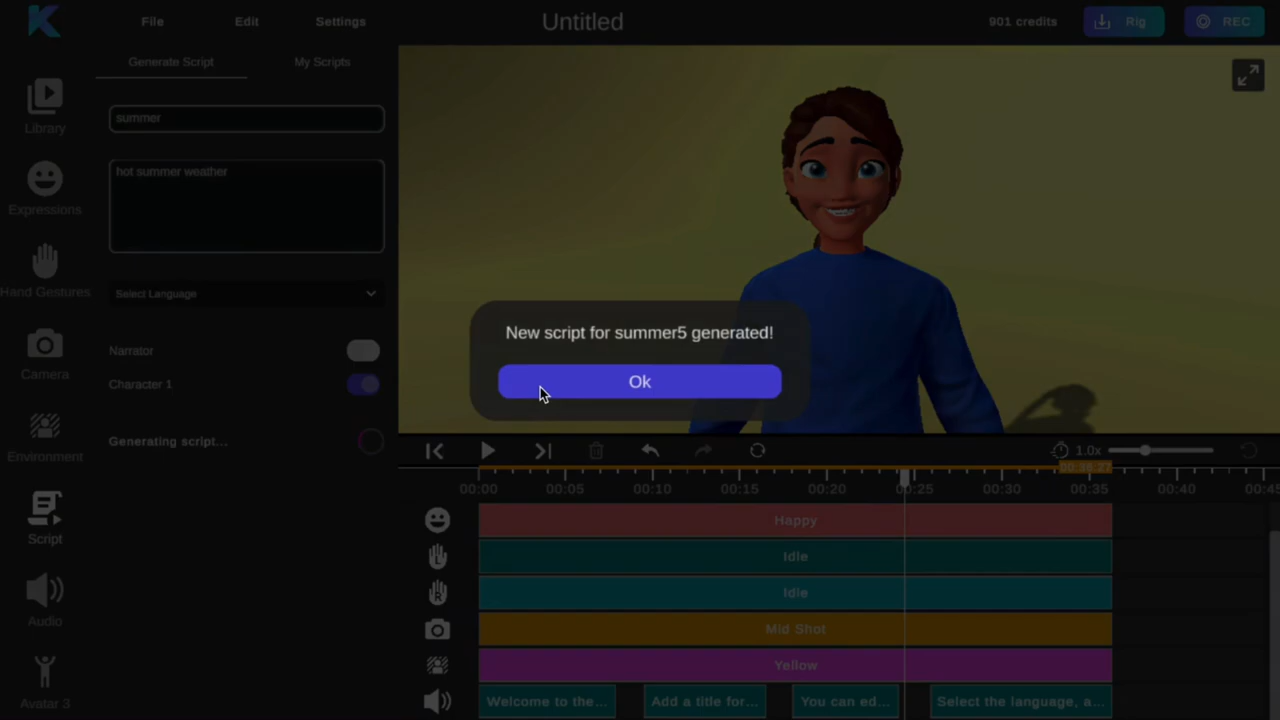 File Edit Settings Untitled 901 credits Rig REC
Generate Script My Scripts
summer
hot summer weather
Select Language
Narrator
Character 1
Generating script...
Library
Expressions
Hand Gestures
Camera
Environment
Script
Audio
Avatar 3
New script for summer5 generated!
Ok
1.0x
00:36:27
00:00 00:05 00:10 00:15 00:20 00:25 00:30 00:35 00:40 00:45
Happy
L Idle
R Idle
Mid Shot
Yellow
Welcome to the... Add a title for... You can ed... Select the language, a...